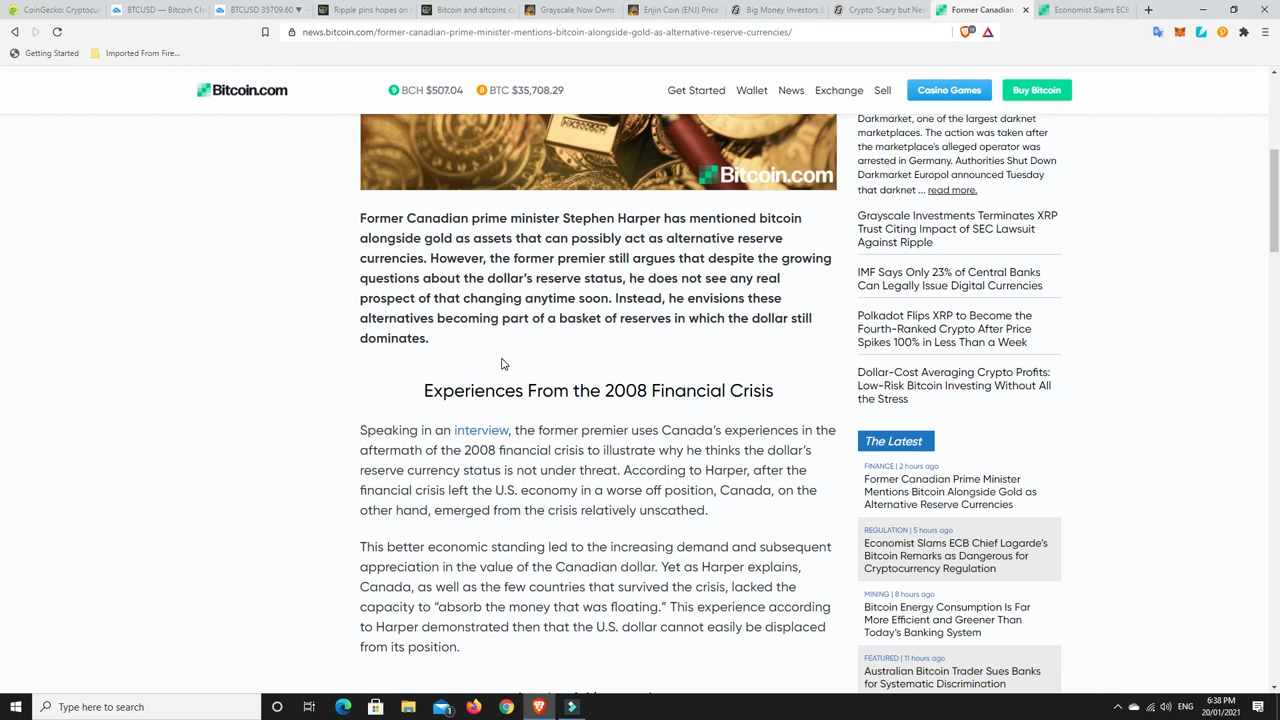 CoinGecko: Cryptocu
BTCUSD — Bitcoin Ch
BTCUSD 35709.60 ▼
Ripple pins hopes on
Bitcoin and altcoins co
Grayscale Now Owns
Enjin Coin (ENJ) Price
Big Money Investors B
Crypto 'Scary but Ne
Former Canadian
Economist Slams ECB
news.bitcoin.com/former-canadian-prime-minister-mentions-bitcoin-alongside-gold-as-alternative-reserve-currencies/
Getting Started
Imported From Fire...
Bitcoin.com
BCH $507.04
BTC $35,708.29
Get Started
Wallet
News
Exchange
Sell
Casino Games
Buy Bitcoin
Bitcoin.com
Former Canadian prime minister Stephen Harper has mentioned bitcoin
alongside gold as assets that can possibly act as alternative reserve
currencies. However, the former premier still argues that despite the growing
questions about the dollar's reserve status, he does not see any real
prospect of that changing anytime soon. Instead, he envisions these
alternatives becoming part of a basket of reserves in which the dollar still
dominates.
Experiences From the 2008 Financial Crisis
Speaking in an interview, the former premier uses Canada's experiences in the
aftermath of the 2008 financial crisis to illustrate why he thinks the dollar's
reserve currency status is not under threat. According to Harper, after the
financial crisis left the U.S. economy in a worse off position, Canada, on the
other hand, emerged from the crisis relatively unscathed.
This better economic standing led to the increasing demand and subsequent
appreciation in the value of the Canadian dollar. Yet as Harper explains,
Canada, as well as the few countries that survived the crisis, lacked the
capacity to "absorb the money that was floating." This experience according
to Harper demonstrated then that the U.S. dollar cannot easily be displaced
from its position.
Darkmarket, one of the largest darknet
marketplaces. The action was taken after
the marketplace's alleged operator was
arrested in Germany. Authorities Shut Down
Darkmarket Europol announced Tuesday
that darknet ... read more.
Grayscale Investments Terminates XRP
Trust Citing Impact of SEC Lawsuit
Against Ripple
IMF Says Only 23% of Central Banks
Can Legally Issue Digital Currencies
Polkadot Flips XRP to Become the
Fourth-Ranked Crypto After Price
Spikes 100% in Less Than a Week
Dollar-Cost Averaging Crypto Profits:
Low-Risk Bitcoin Investing Without All
the Stress
The Latest
FINANCE | 2 hours ago
Former Canadian Prime Minister
Mentions Bitcoin Alongside Gold as
Alternative Reserve Currencies
REGULATION | 5 hours ago
Economist Slams ECB Chief Lagarde's
Bitcoin Remarks as Dangerous for
Cryptocurrency Regulation
MINING | 8 hours ago
Bitcoin Energy Consumption Is Far
More Efficient and Greener Than
Today's Banking System
FEATURED | 11 hours ago
Australian Bitcoin Trader Sues Banks
for Systematic Discrimination
Type here to search
ENG
6:38 PM
20/01/2021